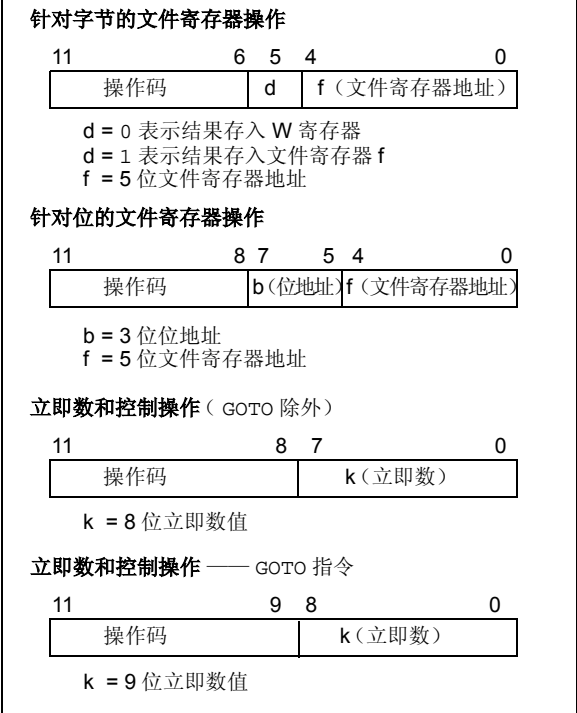 针对字节的文件寄存器操作
11 6 5 4 0
操作码 d f（文件寄存器地址）
d = 0 表示结果存入 W 寄存器
d = 1 表示结果存入文件寄存器 f
f = 5 位文件寄存器地址
针对位的文件寄存器操作
11 8 7 5 4 0
操作码 b（位地址） f（文件寄存器地址）
b = 3 位位地址
f = 5 位文件寄存器地址
立即数和控制操作（ GOTO 除外）
11 8 7 0
操作码 k（立即数）
k = 8 位立即数值
立即数和控制操作 —— GOTO 指令
11 9 8 0
操作码 k（立即数）
k = 9 位立即数值